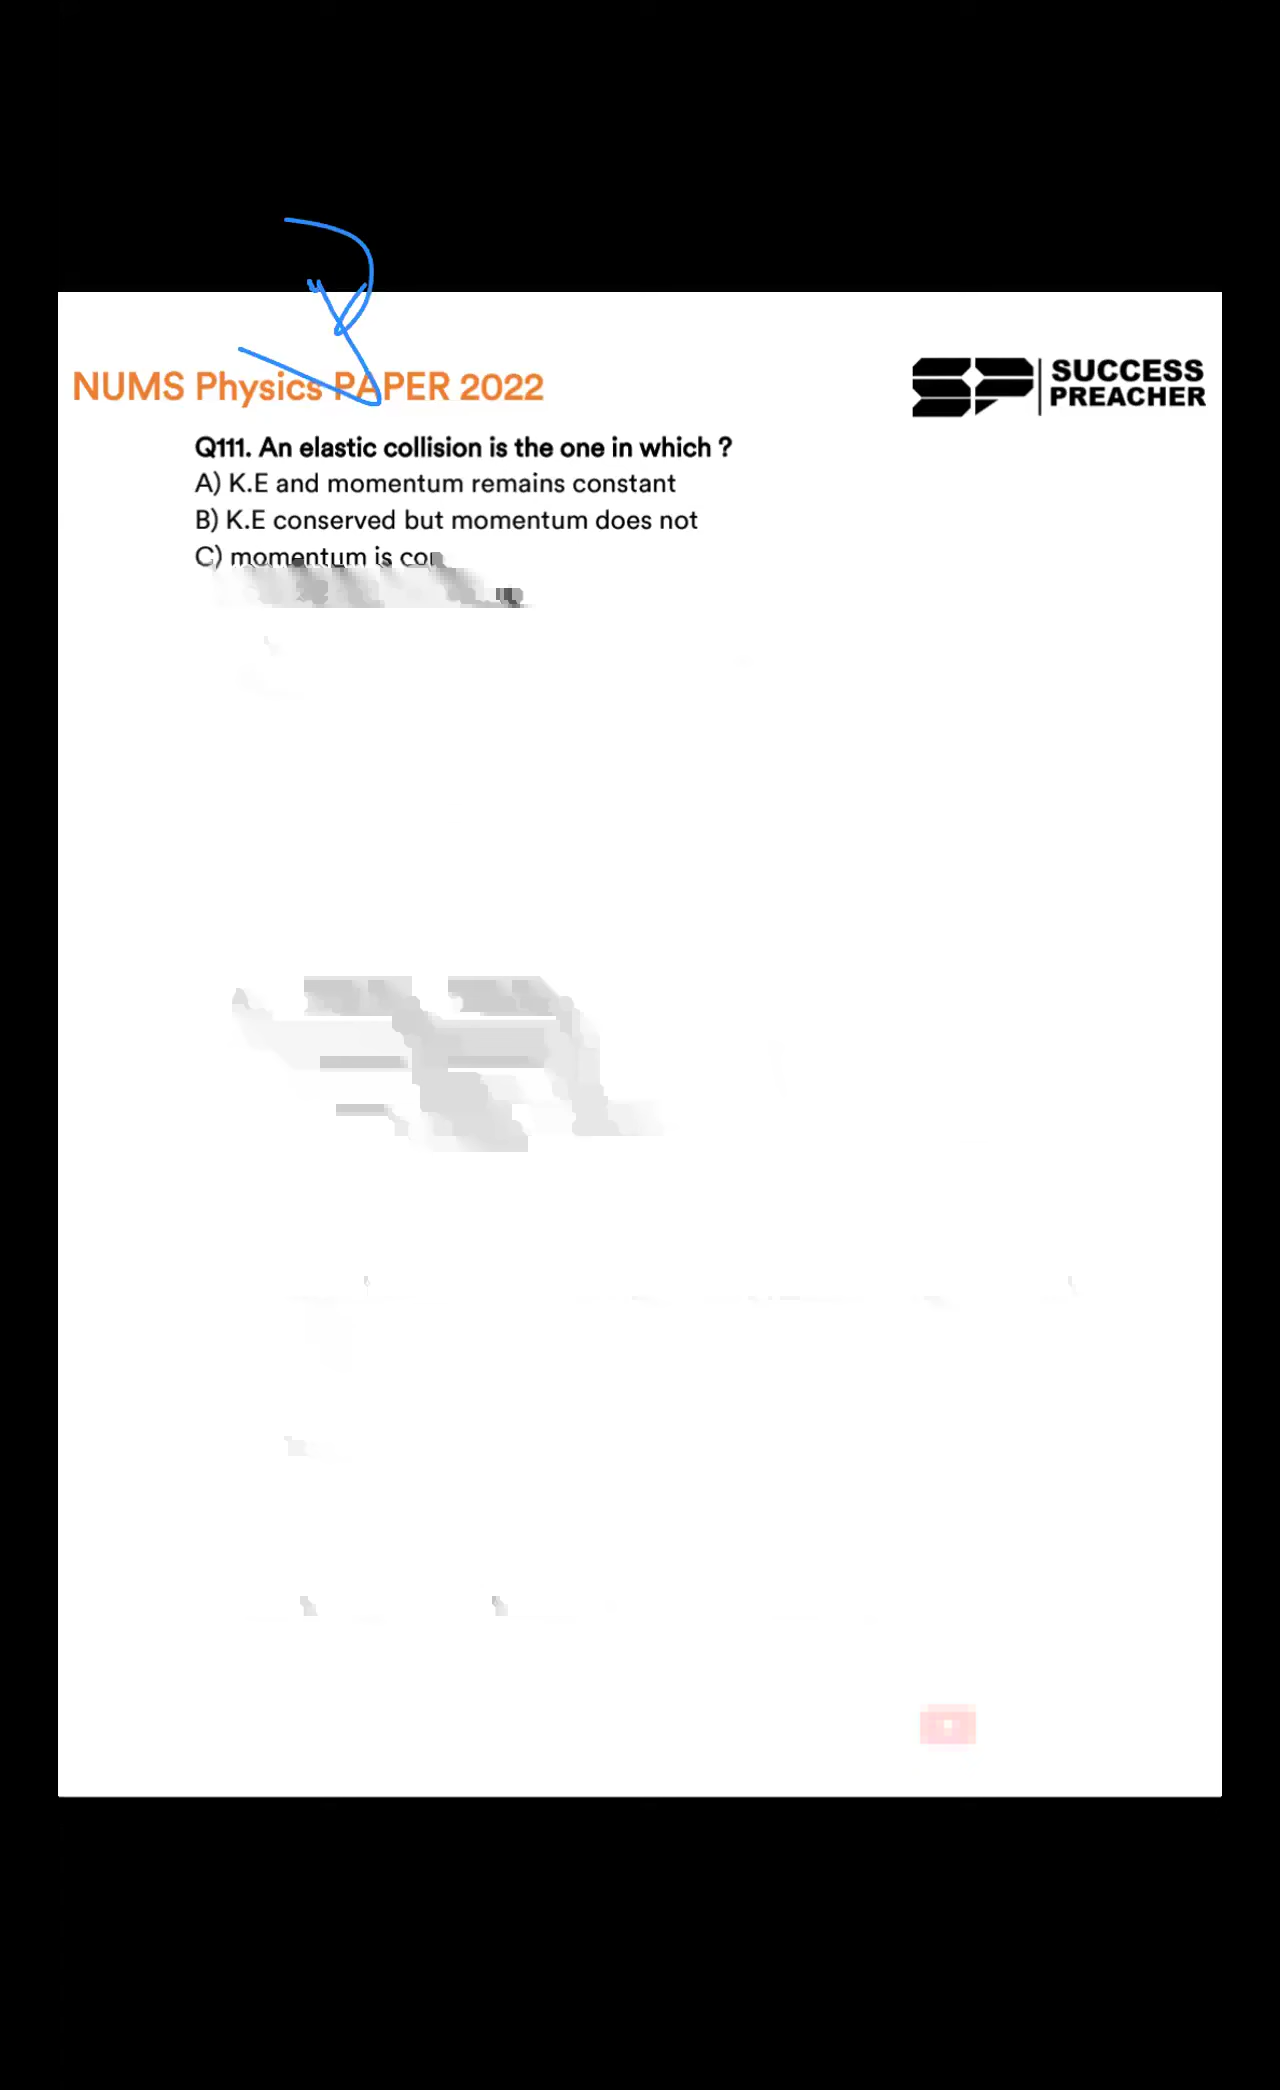 NUMS Physics PAPER 2022
SUCCESS
PREACHER
Q111. An elastic collision is the one in which ?
A) K.E and momentum remains constant
B) K.E conserved but momentum does not
C) momentum is